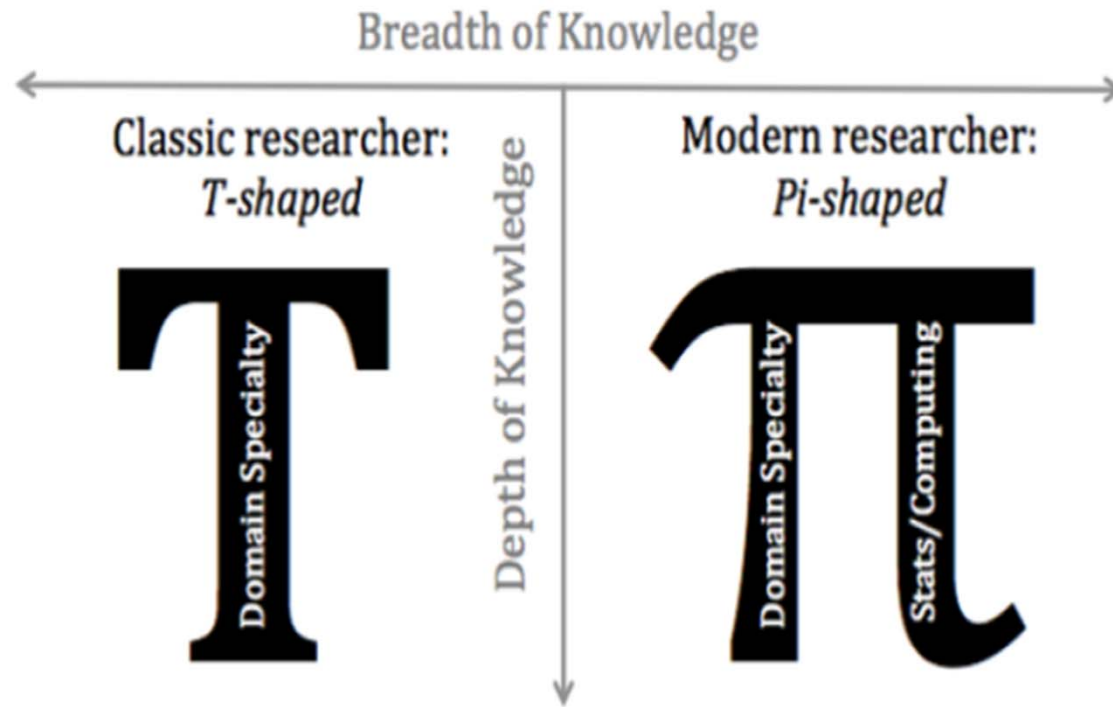 Breadth of Knowledge
Classic researcher:
T-shaped
Domain Specialty
Depth of Knowledge
Modern researcher:
Pi-shaped
Domain Specialty
Stats/Computing